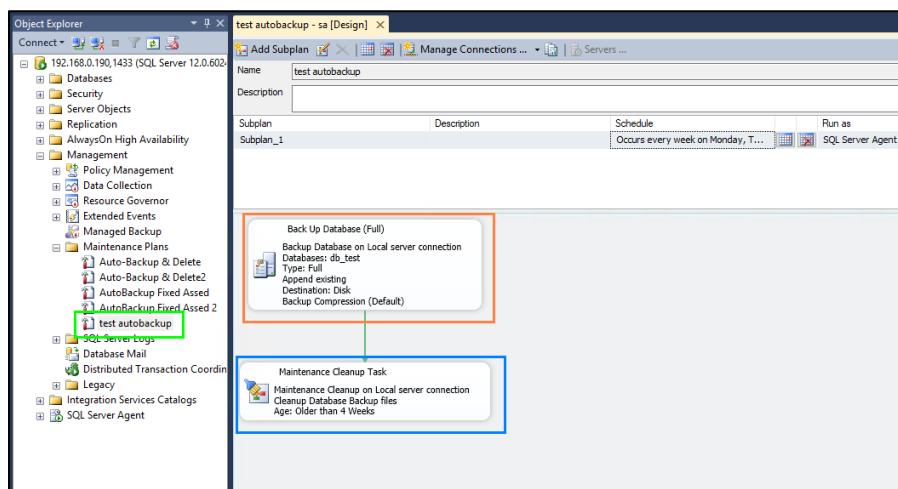 Object Explorer
Connect
192.168.0.190,1433 (SQL Server 12.0.602
Databases
Security
Server Objects
Replication
AlwaysOn High Availability
Management
Policy Management
Data Collection
Resource Governor
Extended Events
Managed Backup
Maintenance Plans
Auto-Backup & Delete
Auto-Backup & Delete2
AutoBackup Fixed Assed
AutoBackup Fixed Assed 2
test autobackup
SQL Server Logs
Database Mail
Distributed Transaction Coordin
Legacy
Integration Services Catalogs
SQL Server Agent
test autobackup - sa [Design]
Add Subplan Manage Connections ... Servers ...
Name test autobackup
Description
Subplan Description Schedule Run as
Subplan_1 Occurs every week on Monday, T... SQL Server Agent
Back Up Database (Full)
Backup Database on Local server connection
Databases: db_test
Type: Full
Append existing
Destination: Disk
Backup Compression (Default)
Maintenance Cleanup Task
Maintenance Cleanup on Local server connection
Cleanup Database Backup files
Age: Older than 4 Weeks